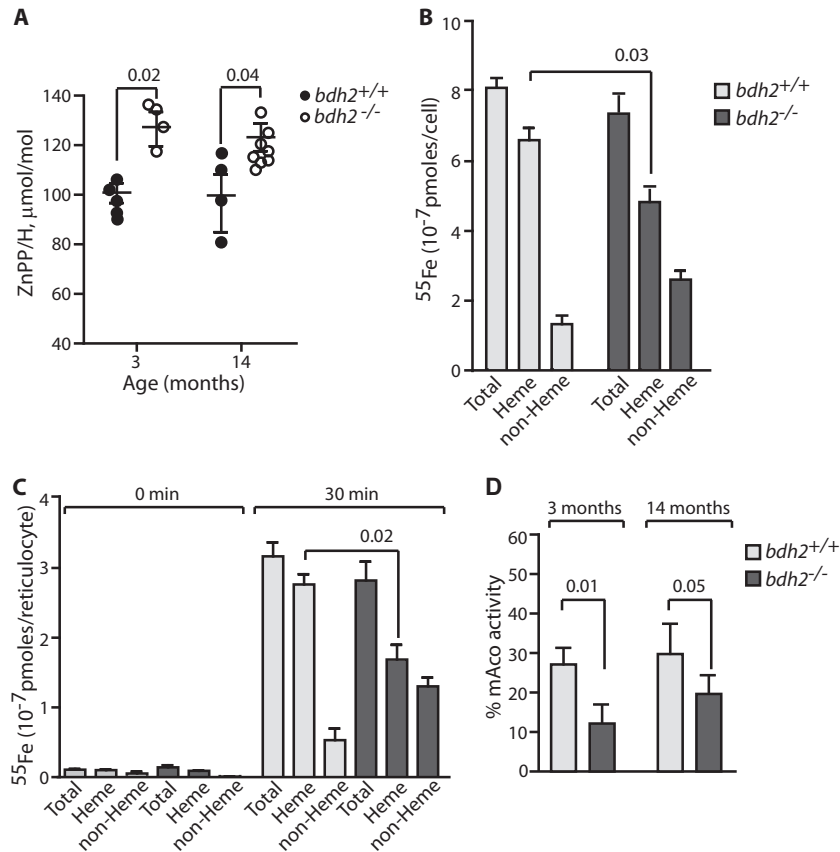 A
0.02
0.04
bdh2+/+
bdh2-/-
140
120
100
80
60
40
ZnPP/H, μmol/mol
3
14
Age (months)
B
10
8
6
4
2
0
55Fe (10-7pmoles/cell)
0.03
bdh2+/+
bdh2-/-
Total
Heme
non-Heme
Total
Heme
non-Heme
C
0 min
30 min
0.02
4
3
2
1
0
55Fe (10-7pmoles/reticulocyte)
Total
Heme
non-Heme
Total
Heme
non-Heme
Total
Heme
non-Heme
Total
Heme
non-Heme
D
3 months
14 months
60
50
40
30
20
10
0
% mAco activity
0.01
0.05
bdh2+/+
bdh2-/-